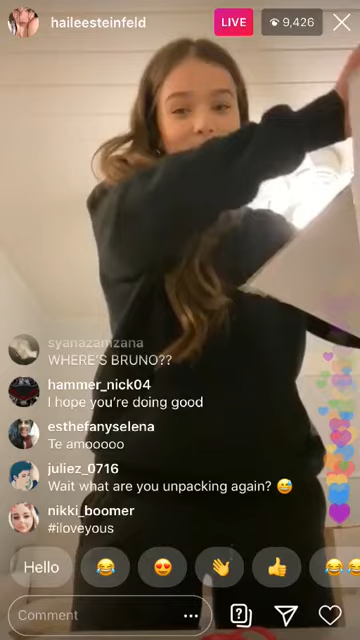 haileesteinfeld
LIVE
9,426
syanazamzana
WHERE'S BRUNO??
hammer_nick04
I hope you're doing good
esthefanyselena
Te amooooo
juliez_0716
Wait what are you unpacking again? 😅
nikki_boomer
#iloveyous
Hello 😂 😍 👋 👍 😂
Comment